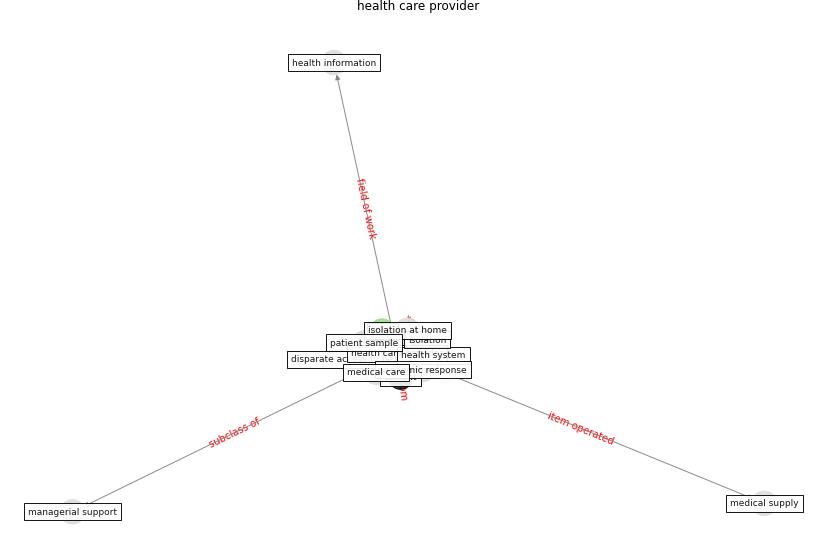 health care provider
health information
field of work
isolation at home
isolation
patient sample
health car
health system
disparate ac
nic response
medical care
subclass of
item operated
managerial support
medical supply